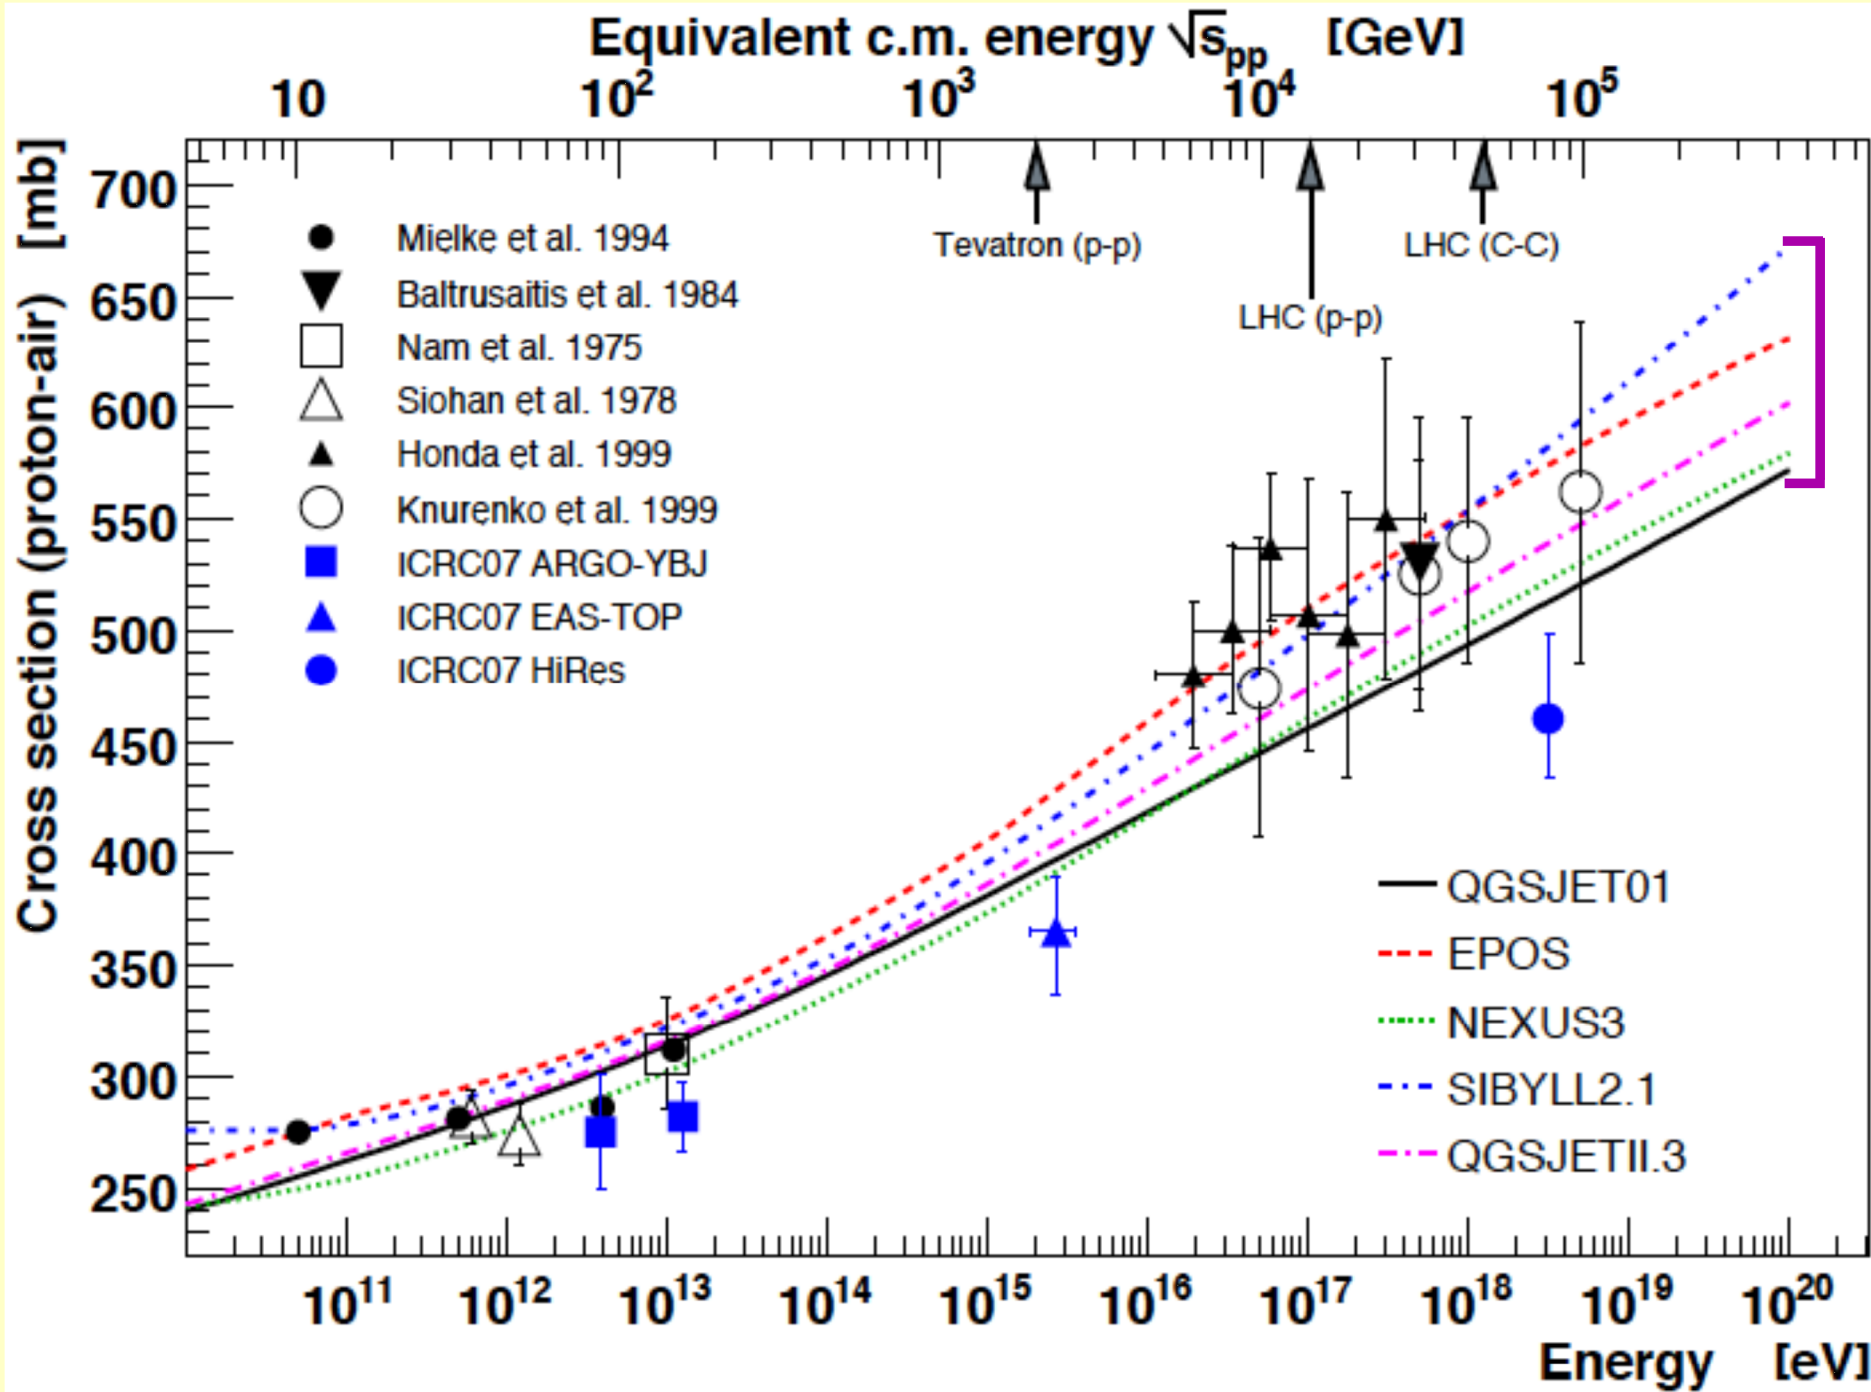 Equivalent c.m. energy √s_pp [GeV]
10 10² 10³ 10⁴ 10⁵
Cross section (proton-air) [mb]
700
650
600
550
500
450
400
350
300
250
Mielke et al. 1994
Baltrusaitis et al. 1984
Nam et al. 1975
Siohan et al. 1978
Honda et al. 1999
Knurenko et al. 1999
ICRC07 ARGO-YBJ
ICRC07 EAS-TOP
ICRC07 HiRes
Tevatron (p-p)
LHC (p-p)
LHC (C-C)
QGSJET01
EPOS
NEXUS3
SIBYLL2.1
QGSJETII.3
10¹¹ 10¹² 10¹³ 10¹⁴ 10¹⁵ 10¹⁶ 10¹⁷ 10¹⁸ 10¹⁹ 10²⁰
Energy [eV]